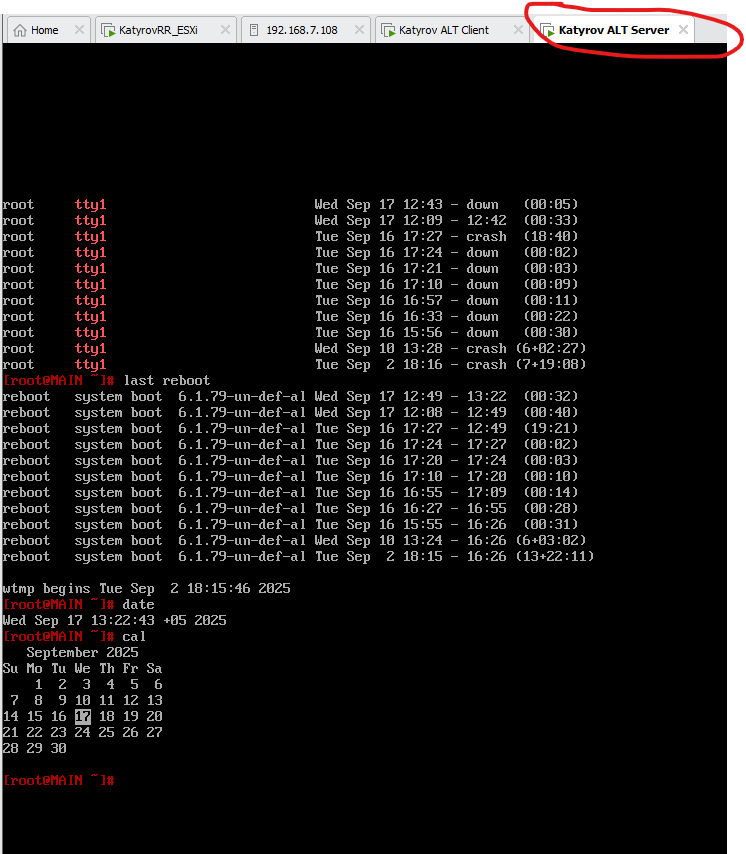 Home KatyrovRR_ESXi 192.168.7.108 Katyrov ALT Client Katyrov ALT Server
root     tty1                          Wed Sep 17 12:43 - down   (00:05)
root     tty1                          Wed Sep 17 12:09 - 12:42  (00:33)
root     tty1                          Tue Sep 16 17:27 - crash  (18:40)
root     tty1                          Tue Sep 16 17:24 - down   (00:02)
root     tty1                          Tue Sep 16 17:21 - down   (00:03)
root     tty1                          Tue Sep 16 17:10 - down   (00:09)
root     tty1                          Tue Sep 16 16:57 - down   (00:11)
root     tty1                          Tue Sep 16 16:33 - down   (00:22)
root     tty1                          Tue Sep 16 15:56 - down   (00:30)
root     tty1                          Wed Sep 10 13:28 - crash (6+02:27)
root     tty1                          Tue Sep  2 18:16 - crash (7+19:08)
[root@MAIN ~]# last reboot
reboot   system boot  6.1.79-un-def-al Wed Sep 17 12:49 - 13:22  (00:32)
reboot   system boot  6.1.79-un-def-al Wed Sep 17 12:08 - 12:49  (00:40)
reboot   system boot  6.1.79-un-def-al Tue Sep 16 17:27 - 12:49  (19:21)
reboot   system boot  6.1.79-un-def-al Tue Sep 16 17:24 - 17:27  (00:02)
reboot   system boot  6.1.79-un-def-al Tue Sep 16 17:20 - 17:24  (00:03)
reboot   system boot  6.1.79-un-def-al Tue Sep 16 17:10 - 17:20  (00:10)
reboot   system boot  6.1.79-un-def-al Tue Sep 16 16:55 - 17:09  (00:14)
reboot   system boot  6.1.79-un-def-al Tue Sep 16 16:27 - 16:55  (00:28)
reboot   system boot  6.1.79-un-def-al Tue Sep 16 15:55 - 16:26  (00:31)
reboot   system boot  6.1.79-un-def-al Wed Sep 10 13:24 - 16:26 (6+03:02)
reboot   system boot  6.1.79-un-def-al Tue Sep  2 18:15 - 16:26 (13+22:11)
wtmp begins Tue Sep  2 18:15:46 2025
[root@MAIN ~]# date
Wed Sep 17 13:22:43 +05 2025
[root@MAIN ~]# cal
   September 2025
Su Mo Tu We Th Fr Sa
    1  2  3  4  5  6
 7  8  9 10 11 12 13
14 15 16 17 18 19 20
21 22 23 24 25 26 27
28 29 30
[root@MAIN ~]#